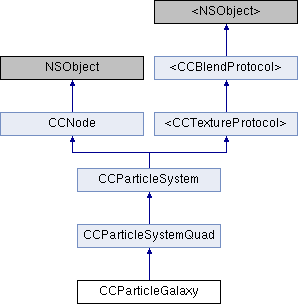 <NSObject>
NSObject
<CCBlendProtocol>
CCNode
<CCTextureProtocol>
CCParticleSystem
CCParticleSystemQuad
CCParticleGalaxy